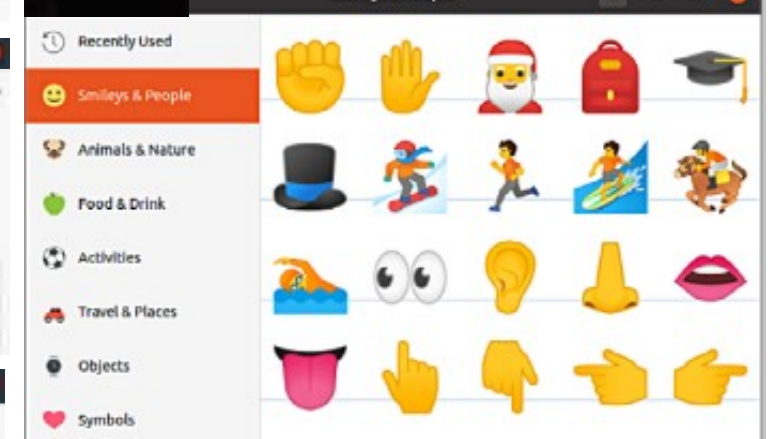 Recently Used
Smileys & People
Animals & Nature
Food & Drink
Activities
Travel & Places
Objects
Symbols